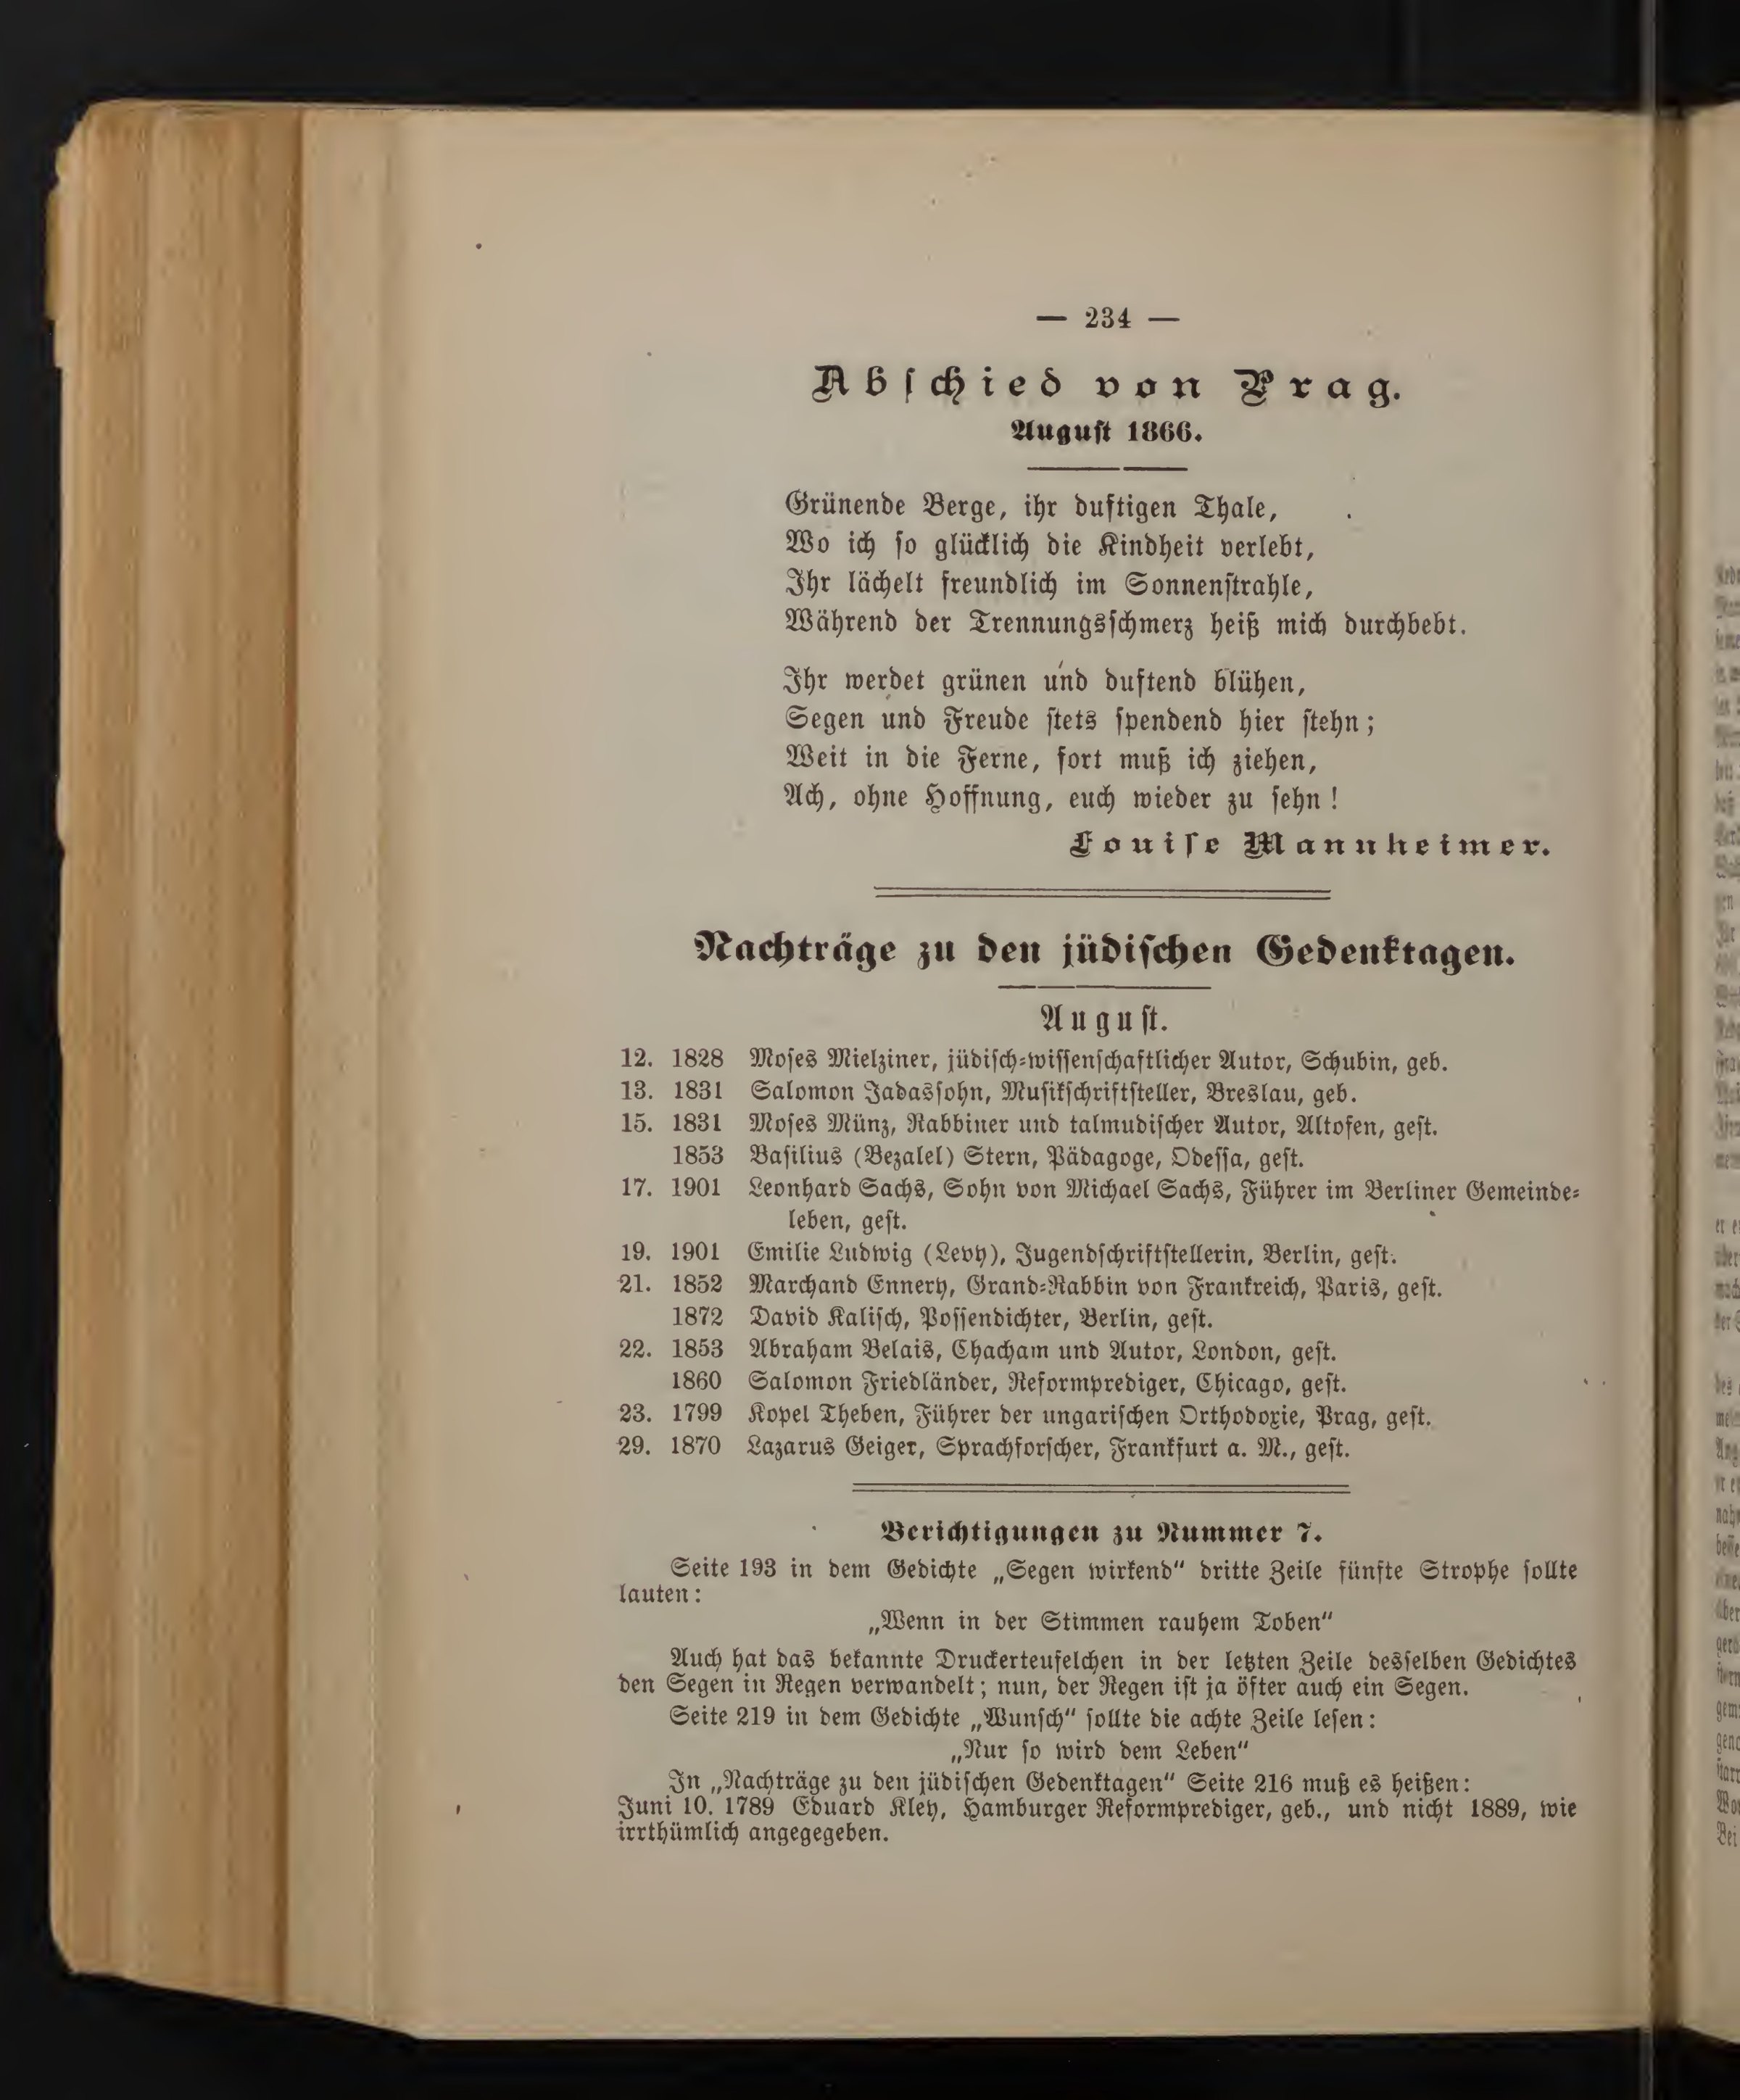 — 234 —
Abschied von Prag.
August 1866.
Grünende Berge, ihr duftigen Thale,
Wo ich so glücklich die Kindheit verlebt,
Ihr lächelt freundlich im Sonnenstrahle,
Während der Trennungsschmerz heiß mich durchbebt.
Ihr werdet grünen und duftend blühen,
Segen und Freude stets spendend hier stehn;
Weit in die Ferne, fort muß ich ziehen,
Ach, ohne Hoffnung, euch wieder zu sehn!
Louise Mannheimer.
Nachträge zu den jüdischen Gedenktagen.
August.
12. 1828 Moses Mielziner, jüdisch-wissenschaftlicher Autor, Schubin, geb.
13. 1831 Salomon Jadassohn, Musikschriftsteller, Breslau, geb.
15. 1831 Moses Münz, Rabbiner und talmudischer Autor, Altofen, gest.
1853 Basilius (Bezalel) Stern, Pädagoge, Odessa, gest.
17. 1901 Leonhard Sachs, Sohn von Michael Sachs, Führer im Berliner Gemeinde-
leben, gest.
19. 1901 Emilie Ludwig (Levy), Jugendschriftstellerin, Berlin, gest.
21. 1852 Marchand Ennery, Grand-Rabbin von Frankreich, Paris, gest.
1872 David Kalisch, Possendichter, Berlin, gest.
22. 1853 Abraham Belais, Chacham und Autor, London, gest.
1860 Salomon Friedländer, Reformprediger, Chicago, gest.
23. 1799 Kopel Theben, Führer der ungarischen Orthodoxie, Prag, gest.
29. 1870 Lazarus Geiger, Sprachforscher, Frankfurt a. M., gest.
Berichtigungen zu Nummer 7.
Seite 193 in dem Gedichte „Segen wirkend“ dritte Zeile fünfte Strophe sollte
lauten:
„Wenn in der Stimmen rauhem Toben“
Auch hat das bekannte Druckerteufelchen in der letzten Zeile desselben Gedichtes
den Segen in Regen verwandelt; nun, der Regen ist ja öfter auch ein Segen.
Seite 219 in dem Gedichte „Wunsch“ sollte die achte Zeile lesen:
„Nur so wird dem Leben“
In „Nachträge zu den jüdischen Gedenktagen“ Seite 216 muß es heißen:
Juni 10. 1789 Eduard Kley, Hamburger Reformprediger, geb., und nicht 1889, wie
irrthümlich angegegeben.